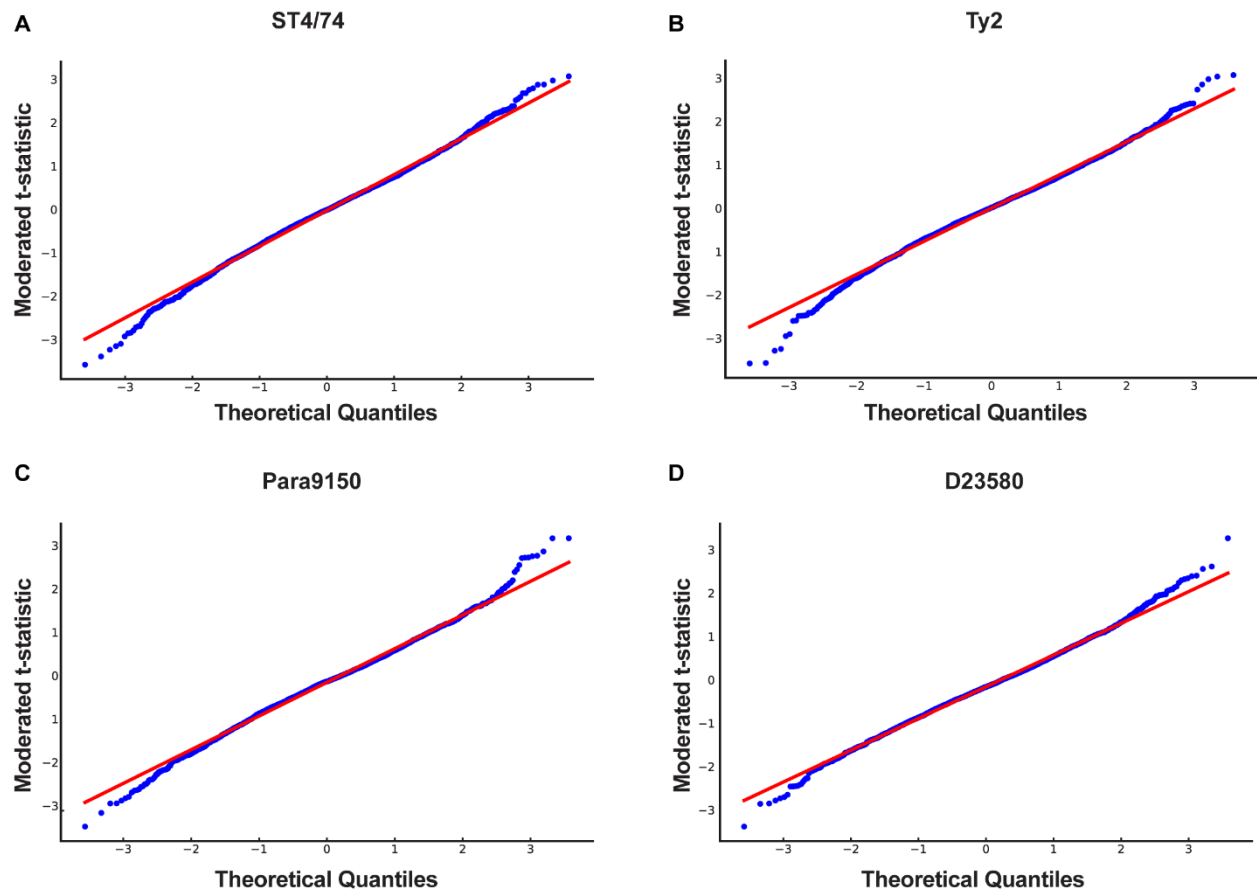 A
ST4/74
Moderated t-statistic
3
2
1
0
−1
−2
−3
−3 −2 −1 0 1 2 3
Theoretical Quantiles
B
Ty2
Moderated t-statistic
3
2
1
0
1
−2
−3
−3 −2 −1 0 1 2 3
Theoretical Quantiles
C
Para9150
Moderated t-statistic
3
2
1
0
1
−2
−3
−3 −2 −1 0 1 2 3
Theoretical Quantiles
D
D23580
Moderated t-statistic
3
2
1
0
−1
−2
−3
−3 −2 −1 0 1 2 3
Theoretical Quantiles